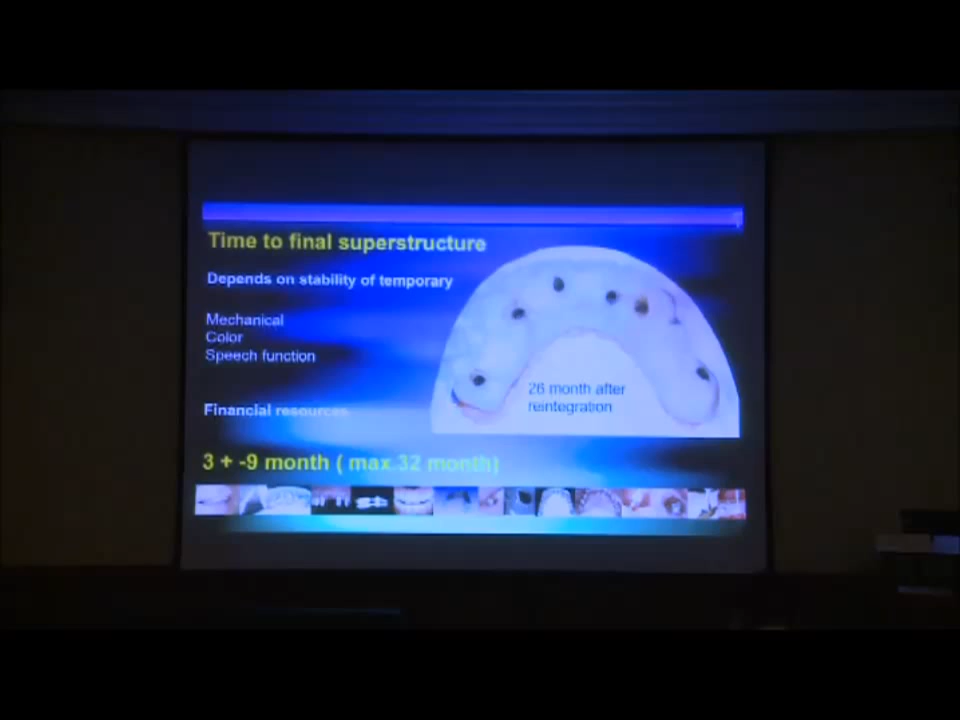 Time to final superstructure
Depends on stability of temporary
Mechanical
Color
Speech function
26 month after
reintegration
Financial resources
3 + -9 month ( max.32 month)